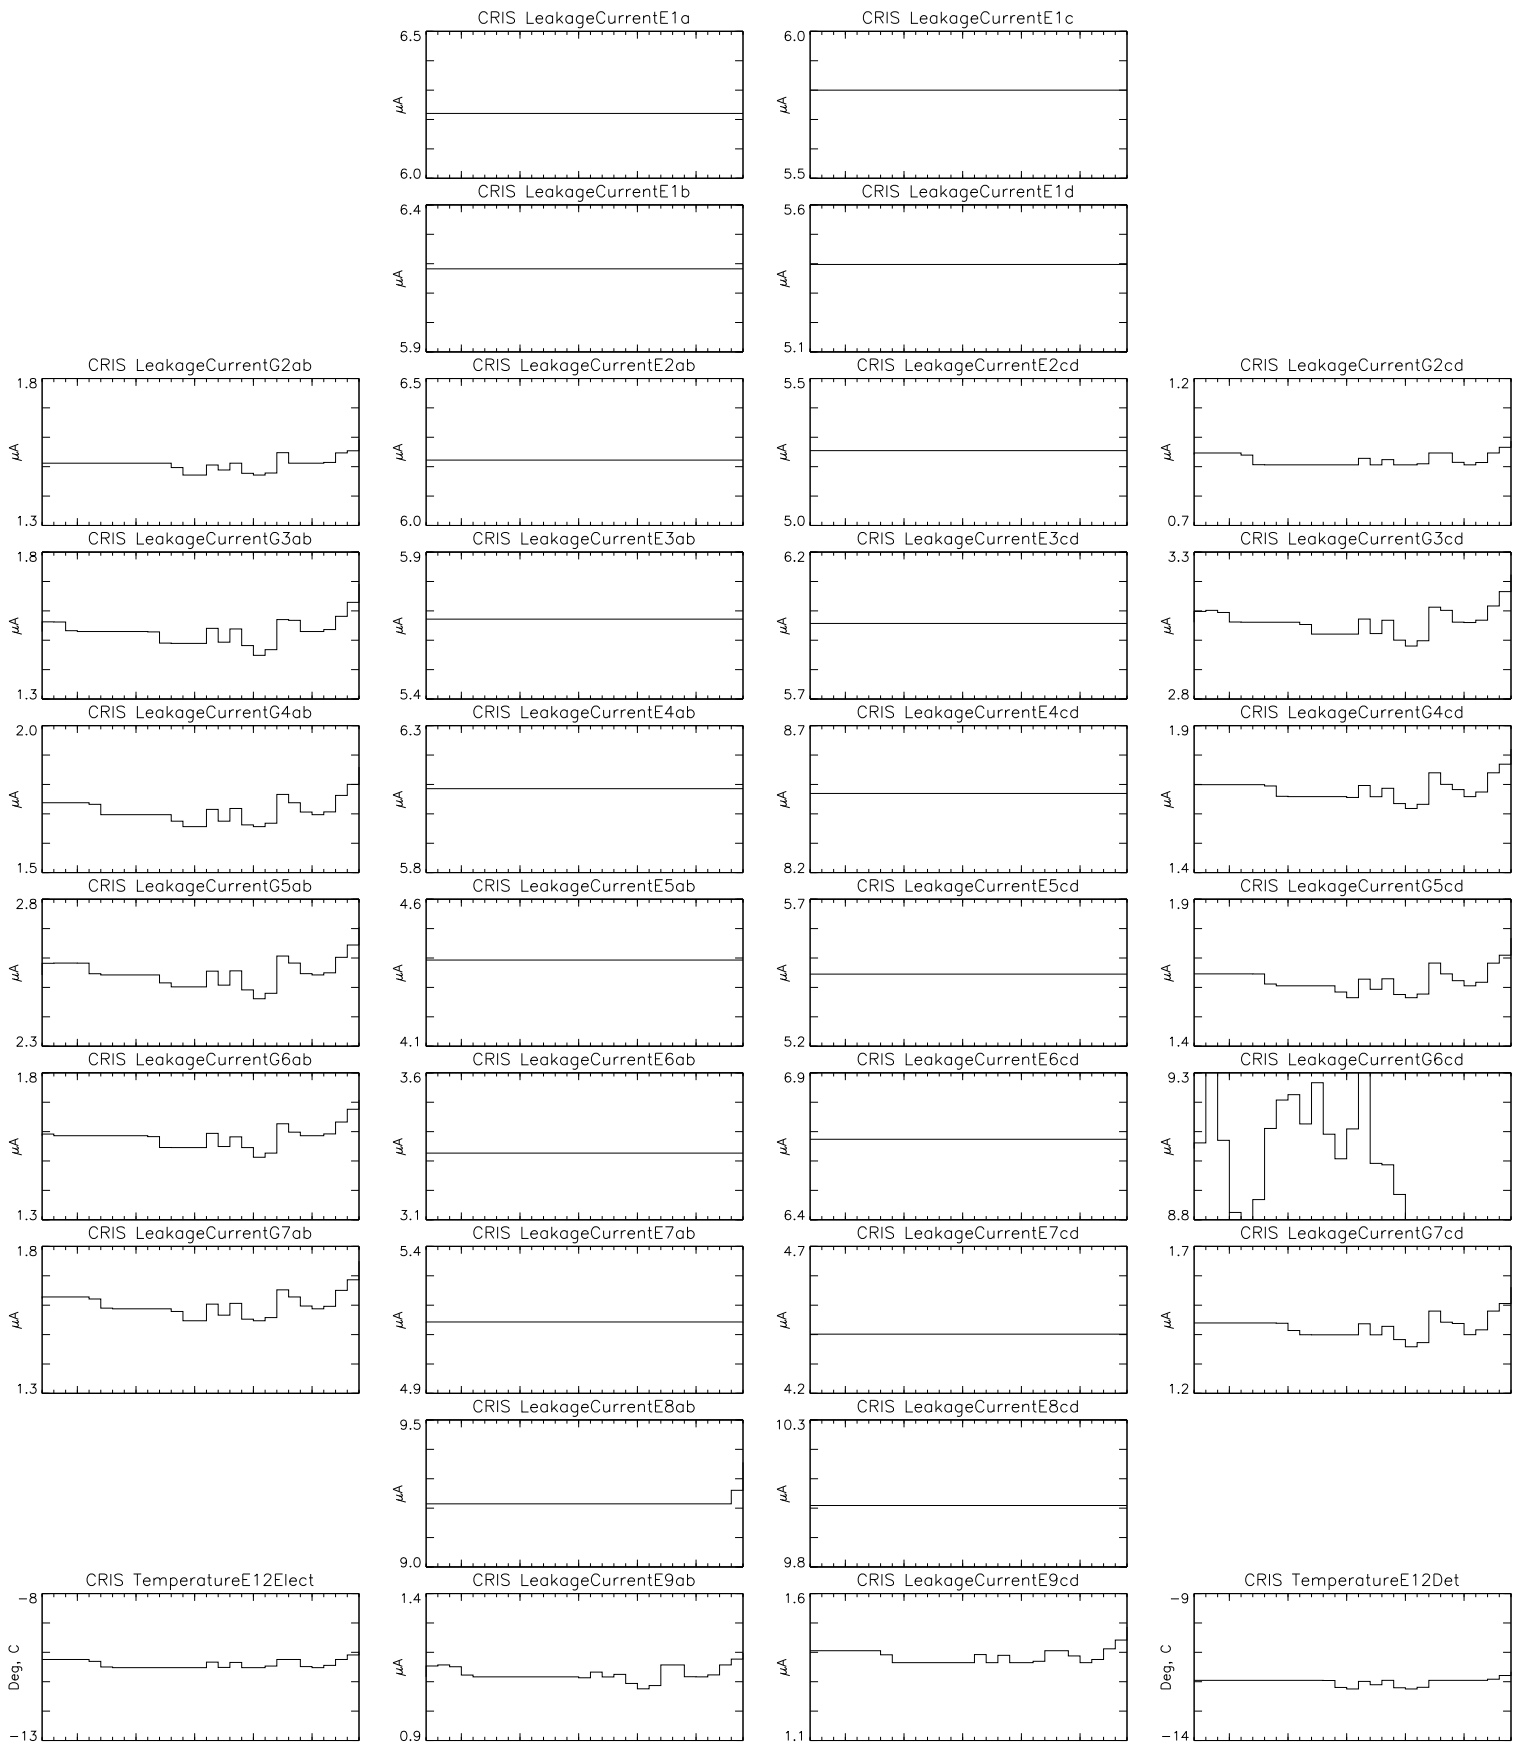 CRIS LeakageCurrentE1a
6.5
μA
6.0
CRIS LeakageCurrentE1c
6.0
μA
5.5
CRIS LeakageCurrentE1b
6.4
μA
5.9
CRIS LeakageCurrentE1d
5.6
μA
5.1
CRIS LeakageCurrentG2ab
1.8
μA
1.3
CRIS LeakageCurrentE2ab
6.5
μA
6.0
CRIS LeakageCurrentE2cd
5.5
μA
5.0
CRIS LeakageCurrentG2cd
1.2
μA
0.7
CRIS LeakageCurrentG3ab
1.8
μA
1.3
CRIS LeakageCurrentE3ab
5.9
μA
5.4
CRIS LeakageCurrentE3cd
6.2
μA
5.7
CRIS LeakageCurrentG3cd
3.3
μA
2.8
CRIS LeakageCurrentG4ab
2.0
μA
1.5
CRIS LeakageCurrentE4ab
6.3
μA
5.8
CRIS LeakageCurrentE4cd
8.7
μA
8.2
CRIS LeakageCurrentG4cd
1.9
μA
1.4
CRIS LeakageCurrentG5ab
2.8
μA
2.3
CRIS LeakageCurrentE5ab
4.6
μA
4.1
CRIS LeakageCurrentE5cd
5.7
μA
5.2
CRIS LeakageCurrentG5cd
1.9
μA
1.4
CRIS LeakageCurrentG6ab
1.8
μA
1.3
CRIS LeakageCurrentE6ab
3.6
μA
3.1
CRIS LeakageCurrentE6cd
6.9
μA
6.4
CRIS LeakageCurrentG6cd
9.3
μA
8.8
CRIS LeakageCurrentG7ab
1.8
μA
1.3
CRIS LeakageCurrentE7ab
5.4
μA
4.9
CRIS LeakageCurrentE7cd
4.7
μA
4.2
CRIS LeakageCurrentG7cd
1.7
μA
1.2
CRIS LeakageCurrentE8ab
9.5
μA
9.0
CRIS LeakageCurrentE8cd
10.3
μA
9.8
CRIS TemperatureE12Elect
-8
Deg, C
-13
CRIS LeakageCurrentE9ab
1.4
μA
0.9
CRIS LeakageCurrentE9cd
1.6
μA
1.1
CRIS TemperatureE12Det
-9
Deg, C
-14